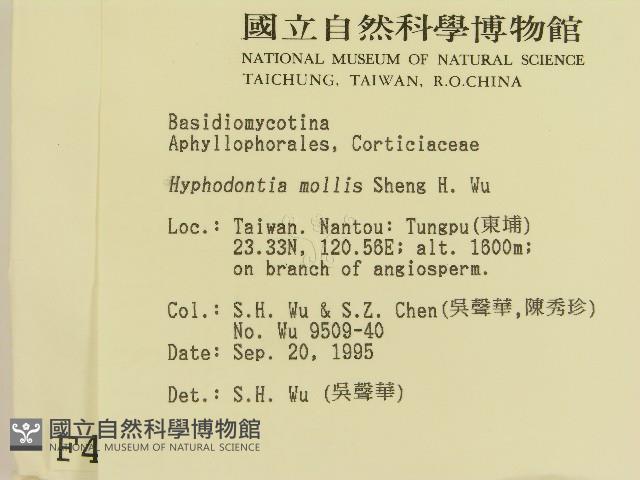 國立自然科學博物館
NATIONAL MUSEUM OF NATURAL SCIENCE
TAICHUNG, TAIWAN, R.O.CHINA
Basidiomycotina
Aphyllophorales, Corticiaceae
Hyphodontia mollis Sheng H. Wu
Loc.: Taiwan. Nantou: Tungpu(東埔)
23.33N, 120.56E; alt. 1600m;
on branch of angiosperm.
Col.: S.H. Wu & S.Z. Chen(吳聲華,陳秀珍)
No. Wu 9509-40
Date: Sep. 20, 1995
Det.: S.H. Wu (吳聲華)
國立自然科學博物館
NATIONAL MUSEUM OF NATURAL SCIENCE
F4